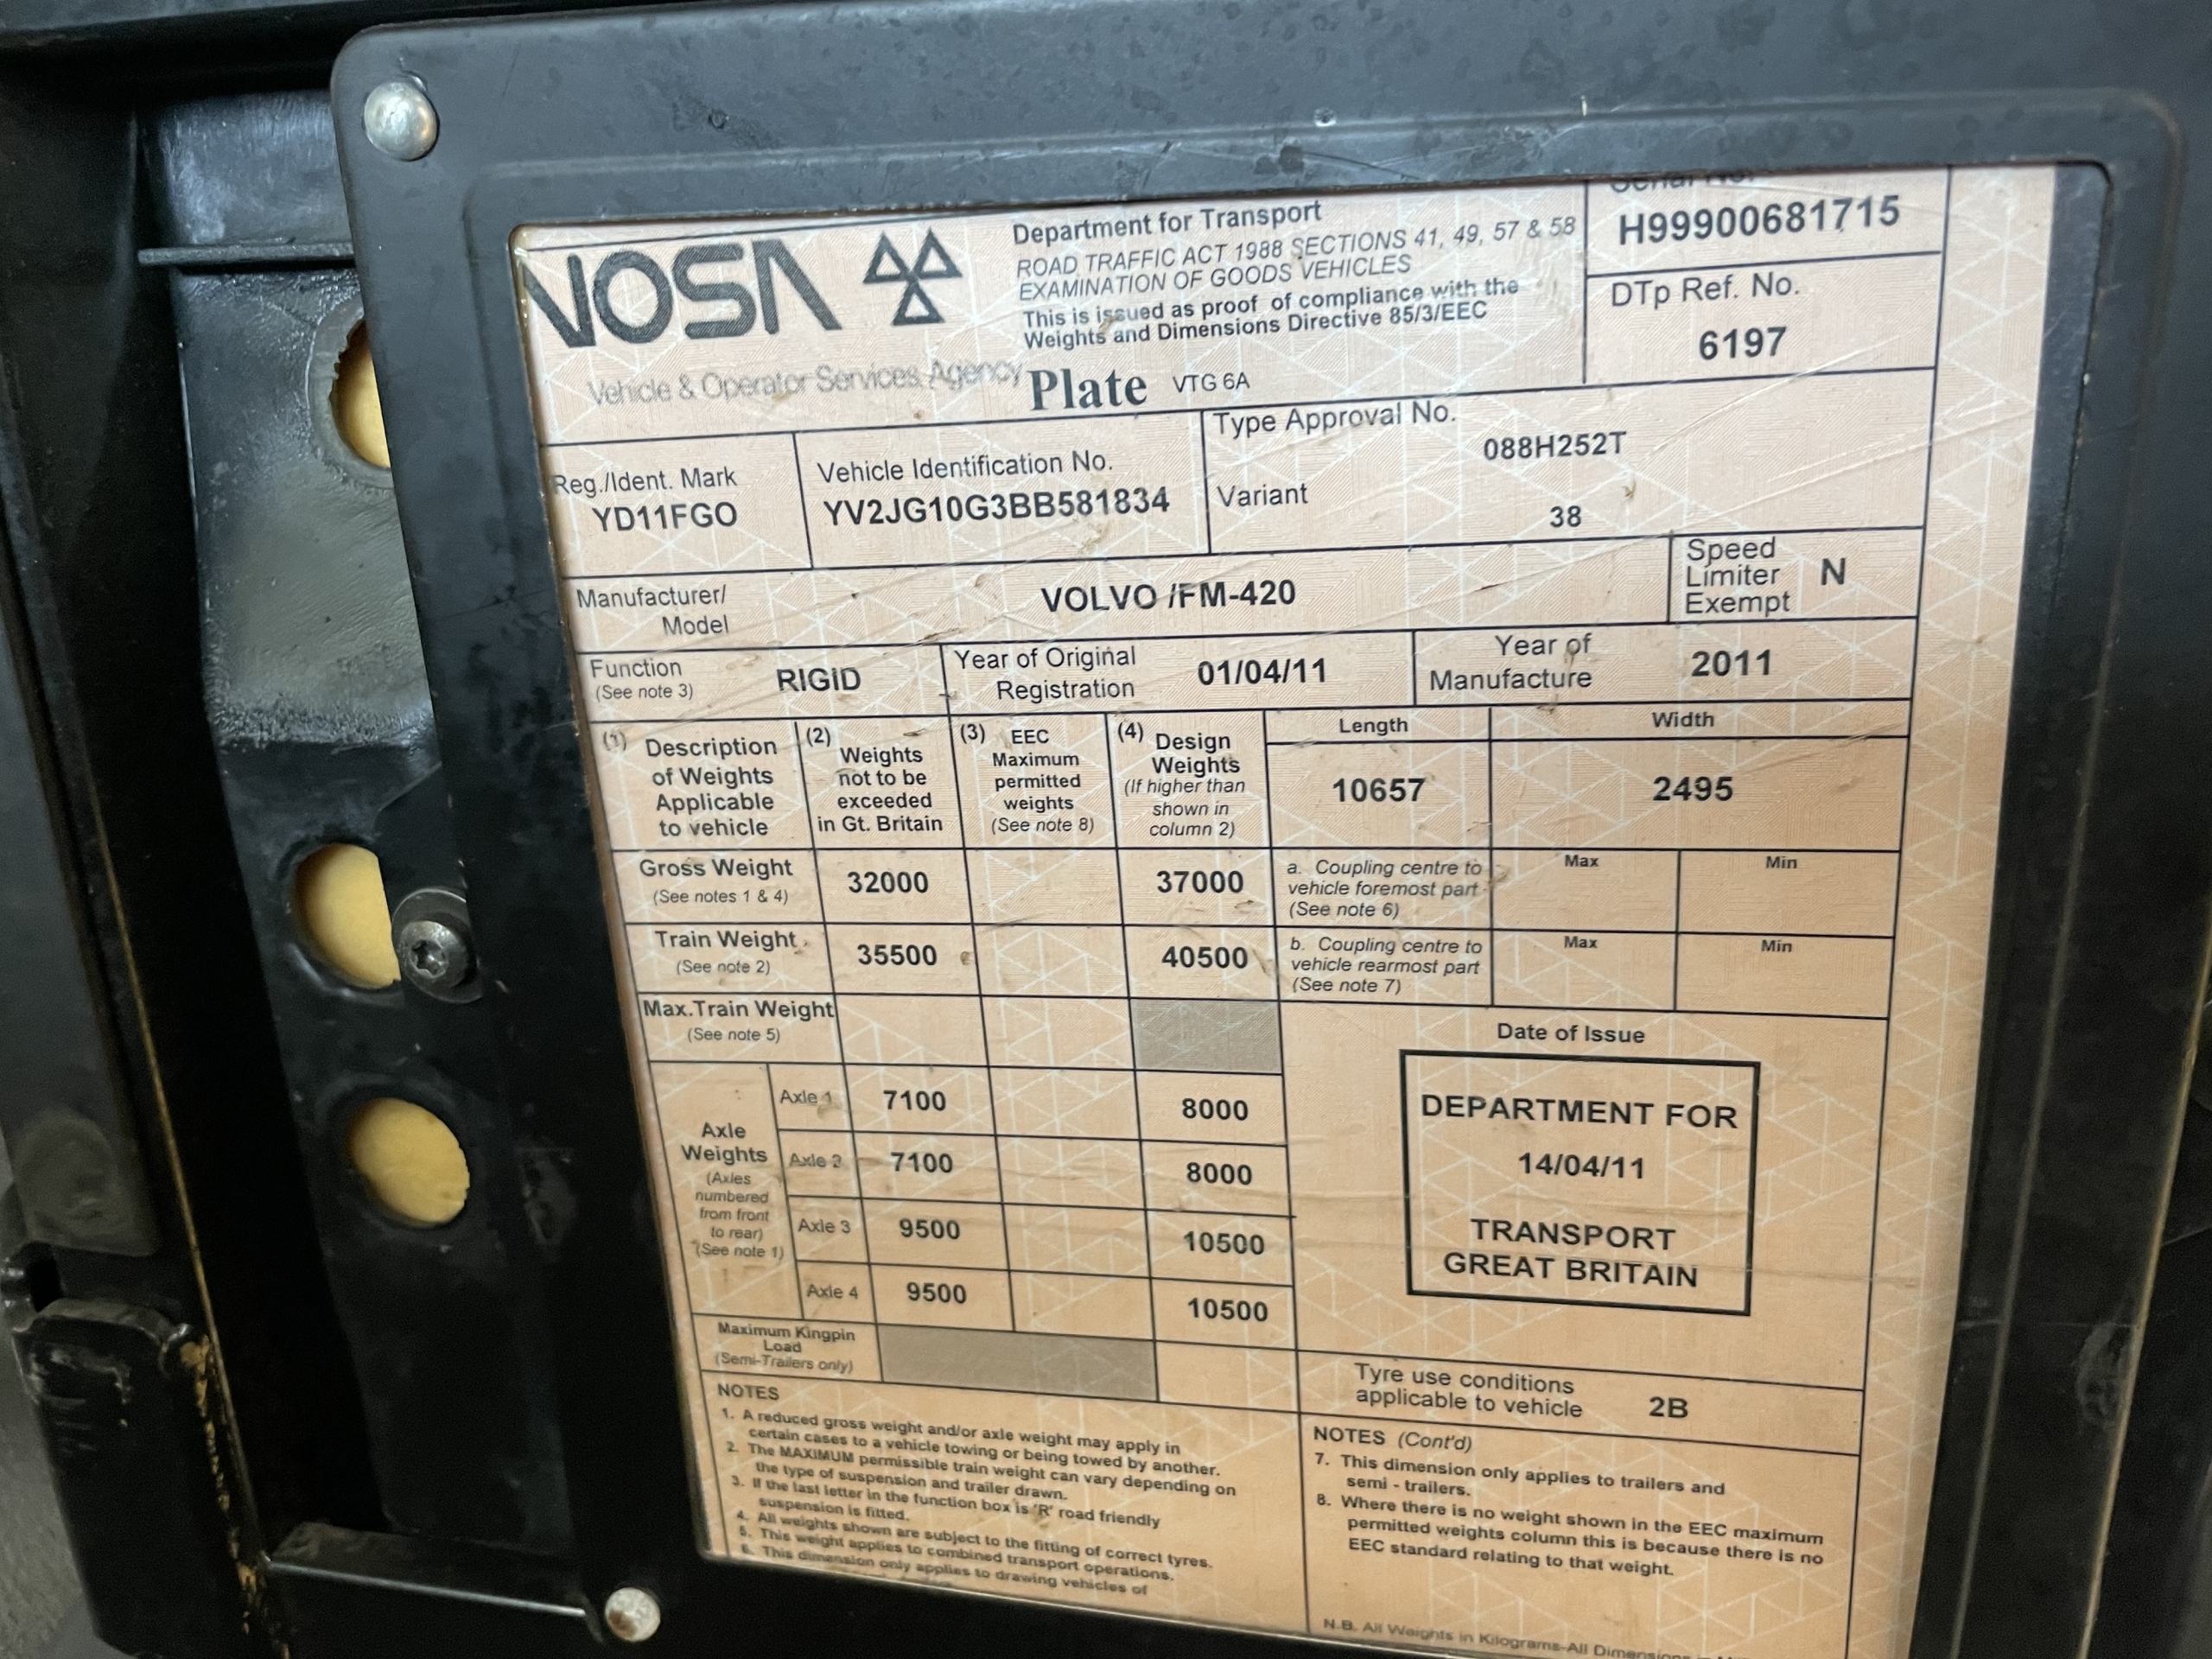 VOSA
Vehicle & Operator Services Agency
Department for Transport
ROAD TRAFFIC ACT 1988 SECTIONS 41, 49, 57 & 58
EXAMINATION OF GOODS VEHICLES
This is issued as proof of compliance with the
Weights and Dimensions Directive 85/3/EEC
Plate VTG 6A
Serial No.
H99900681715
DTp Ref. No.
6197
Reg./Ident. Mark
YD11FGO
Vehicle Identification No.
YV2JG10G3BB581834
Type Approval No.
088H252T
Variant
38
Manufacturer/
Model
VOLVO /FM-420
Speed
Limiter
Exempt
N
Function
(See note 3)
RIGID
Year of Original
Registration
01/04/11
Year of
Manufacture
2011
(1) Description
of Weights
Applicable
to vehicle
(2) Weights
not to be
exceeded
in Gt. Britain
(3) EEC
Maximum
permitted
weights
(See note 8)
(4) Design
Weights
(If higher than
shown in
column 2)
Length
10657
Width
2495
Gross Weight
(See notes 1 & 4)
32000
37000
a. Coupling centre to
vehicle foremost part
(See note 6)
Max
Min
Train Weight
(See note 2)
35500
40500
b. Coupling centre to
vehicle rearmost part
(See note 7)
Max
Min
Max.Train Weight
(See note 5)
Axle
Weights
(Axles
numbered
from front
to rear)
(See note 1)
Axle 1 7100 8000
Axle 2 7100 8000
Axle 3 9500 10500
Axle 4 9500 10500
Maximum Kingpin
Load
(Semi-Trailers only)
Date of Issue
DEPARTMENT FOR
14/04/11
TRANSPORT
GREAT BRITAIN
Tyre use conditions
applicable to vehicle
2B
NOTES
1. A reduced gross weight and/or axle weight may apply in
certain cases to a vehicle towing or being towed by another.
2. The MAXIMUM permissible train weight can vary depending on
the type of suspension and trailer drawn.
3. If the last letter in the function box is 'R' road friendly
suspension is fitted.
4. All weights shown are subject to the fitting of correct tyres.
5. This weight applies to combined transport operations.
6. This dimension only applies to drawing vehicles of
NOTES (Cont'd)
7. This dimension only applies to trailers and
semi - trailers.
8. Where there is no weight shown in the EEC maximum
permitted weights column this is because there is no
EEC standard relating to that weight.
N.B. All Weights in Kilograms-All Dimensions